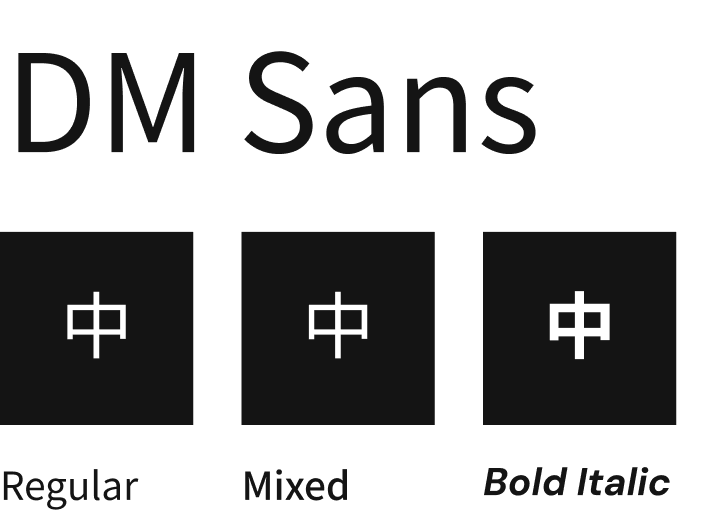 DM Sans
中 中 中
Regular Mixed Bold Italic